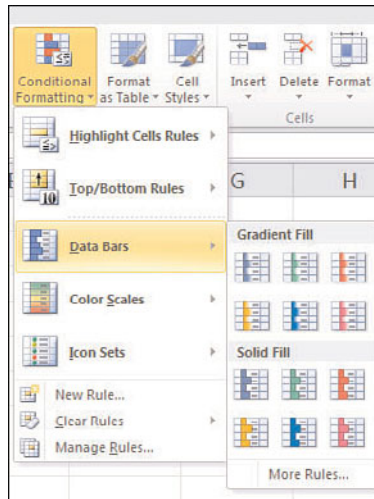 Conditional Formatting
Format as Table
Cell Styles
Insert
Delete
Format
Cells
Highlight Cells Rules
Top/Bottom Rules
10
G
H
Data Bars
Color Scales
Icon Sets
New Rule...
Clear Rules
Manage Rules...
Gradient Fill
Solid Fill
More Rules...